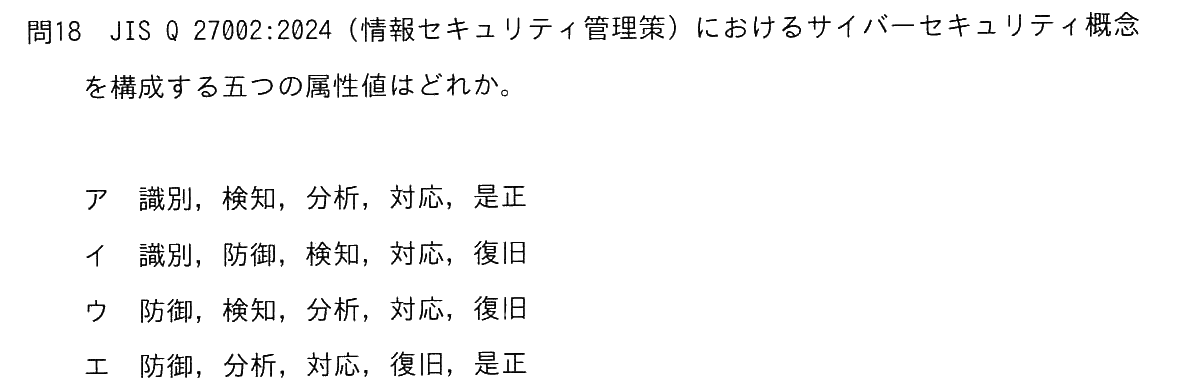 問18 JIS Q 27002:2024（情報セキュリティ管理策）におけるサイバーセキュリティ概念
を構成する五つの属性値はどれか。
ア 識別，検知，分析，対応，是正
イ 識別，防御，検知，対応，復旧
ウ 防御，検知，分析，対応，復旧
エ 防御，分析，対応，復旧，是正